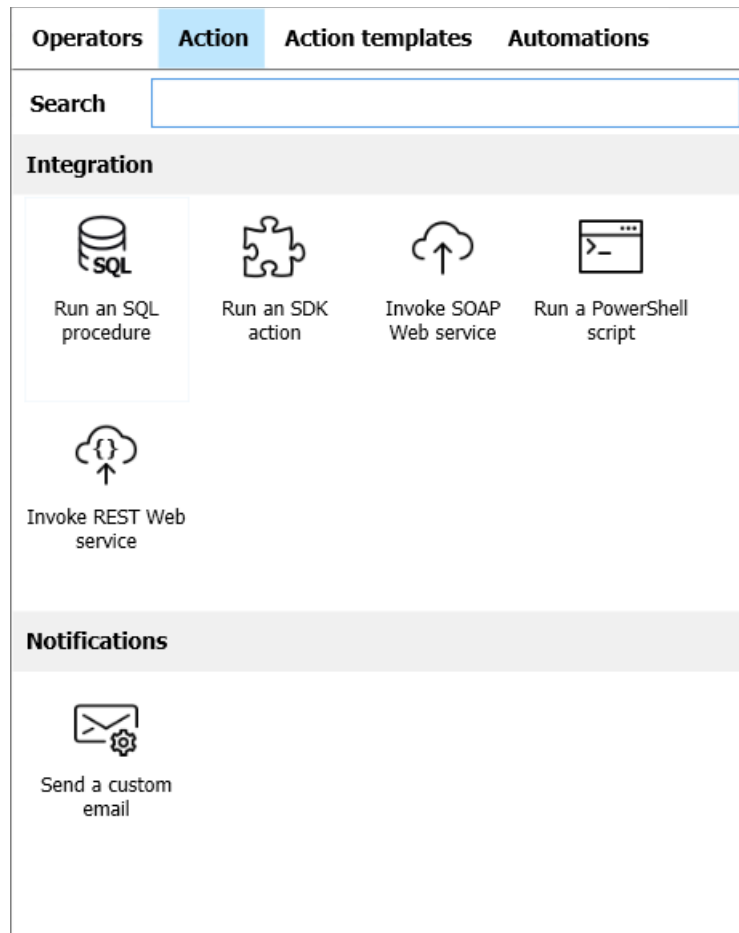 Operators Action Action templates Automations
Search
Integration
SQL
Run an SQL procedure
Run an SDK action
Invoke SOAP Web service
>_
Run a PowerShell script
{}
Invoke REST Web service
Notifications
Send a custom email